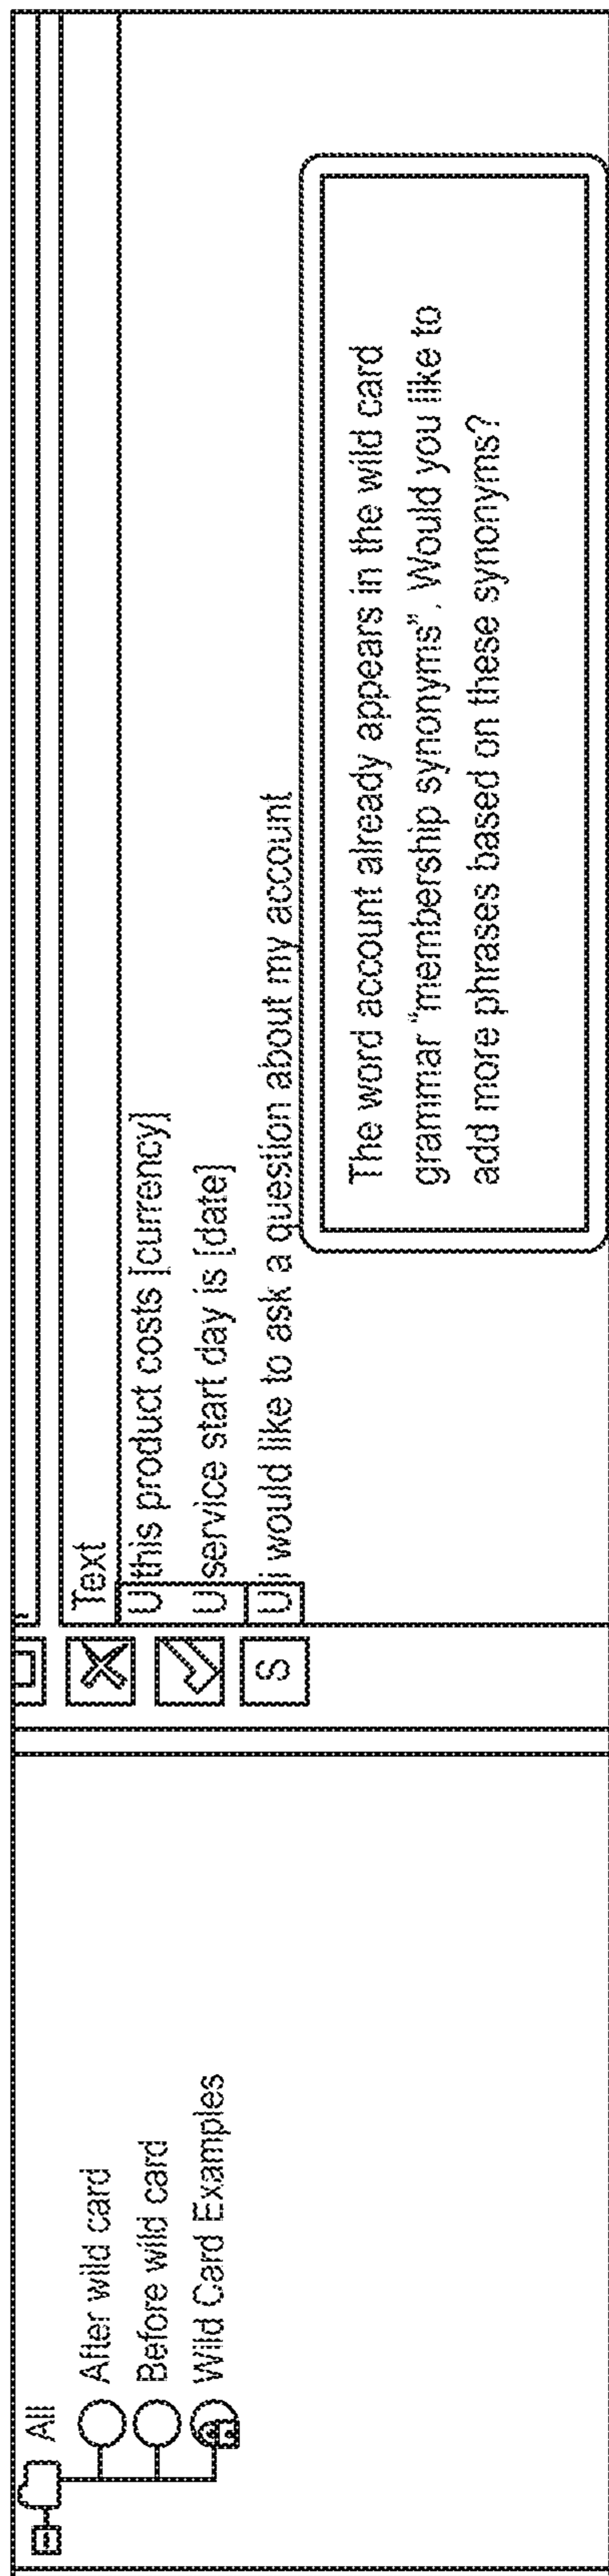 All
After wild card
Before wild card
Wild Card Examples
S
Text
U this product costs [currency]
U service start day is [date]
U i would like to ask a question about my account
The word account already appears in the wild card
grammar “membership synonyms”. Would you like to
add more phrases based on these synonyms?